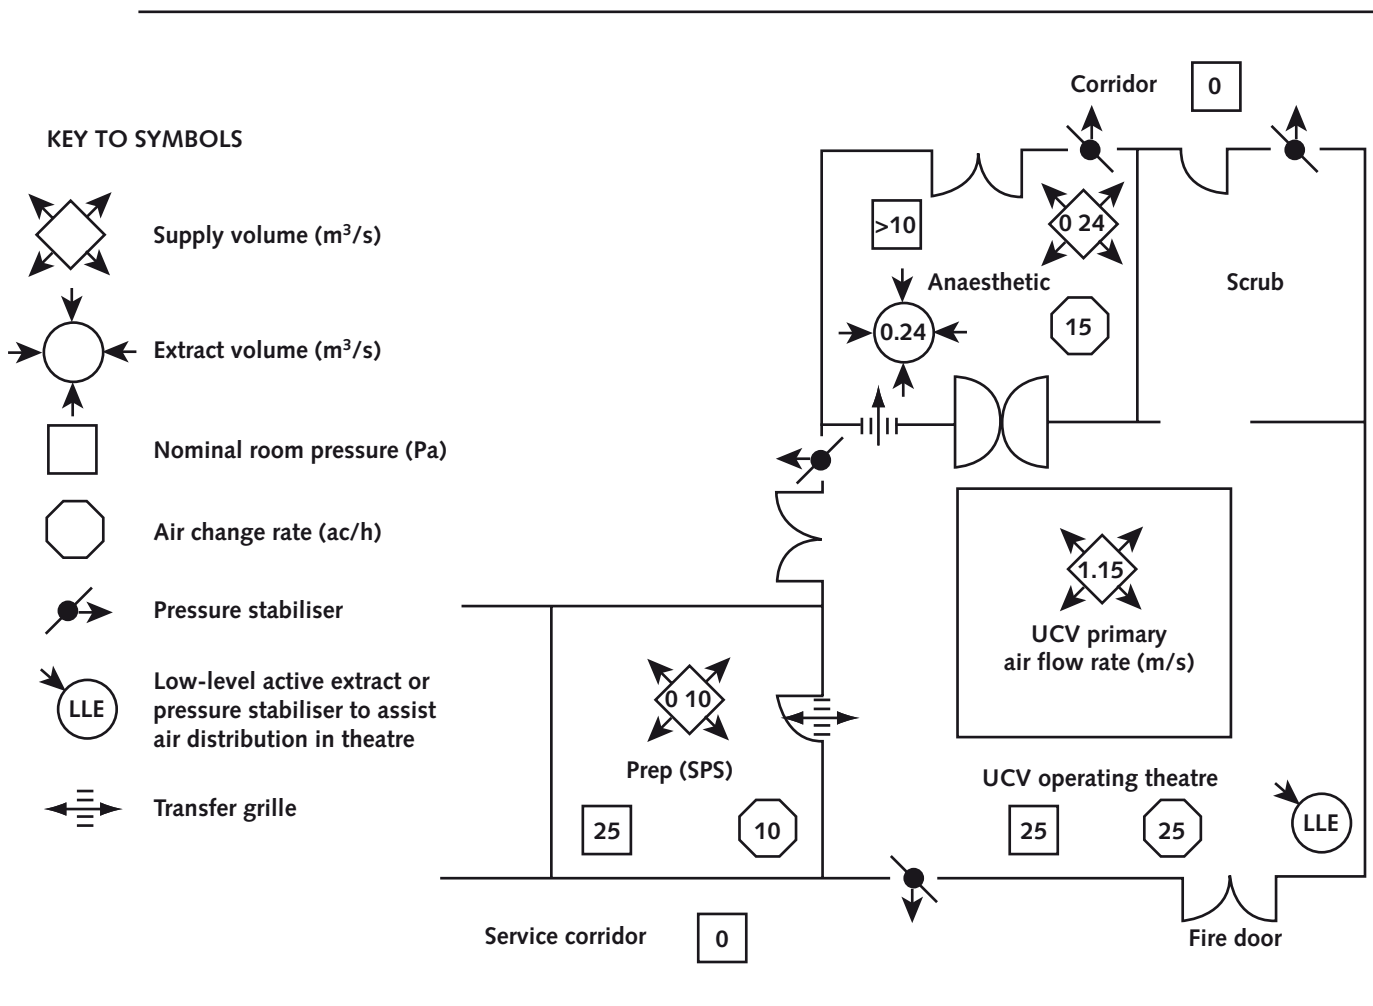 Corridor 0
KEY TO SYMBOLS
Supply volume (m³/s)
Extract volume (m³/s)
Nominal room pressure (Pa)
Air change rate (ac/h)
Pressure stabiliser
LLE
Low-level active extract or
pressure stabiliser to assist
air distribution in theatre
Transfer grille
>10
0 24
Anaesthetic
0.24
15
Scrub
1.15
UCV primary
air flow rate (m/s)
0 10
Prep (SPS)
25
10
UCV operating theatre
25
25
LLE
Service corridor 0
Fire door